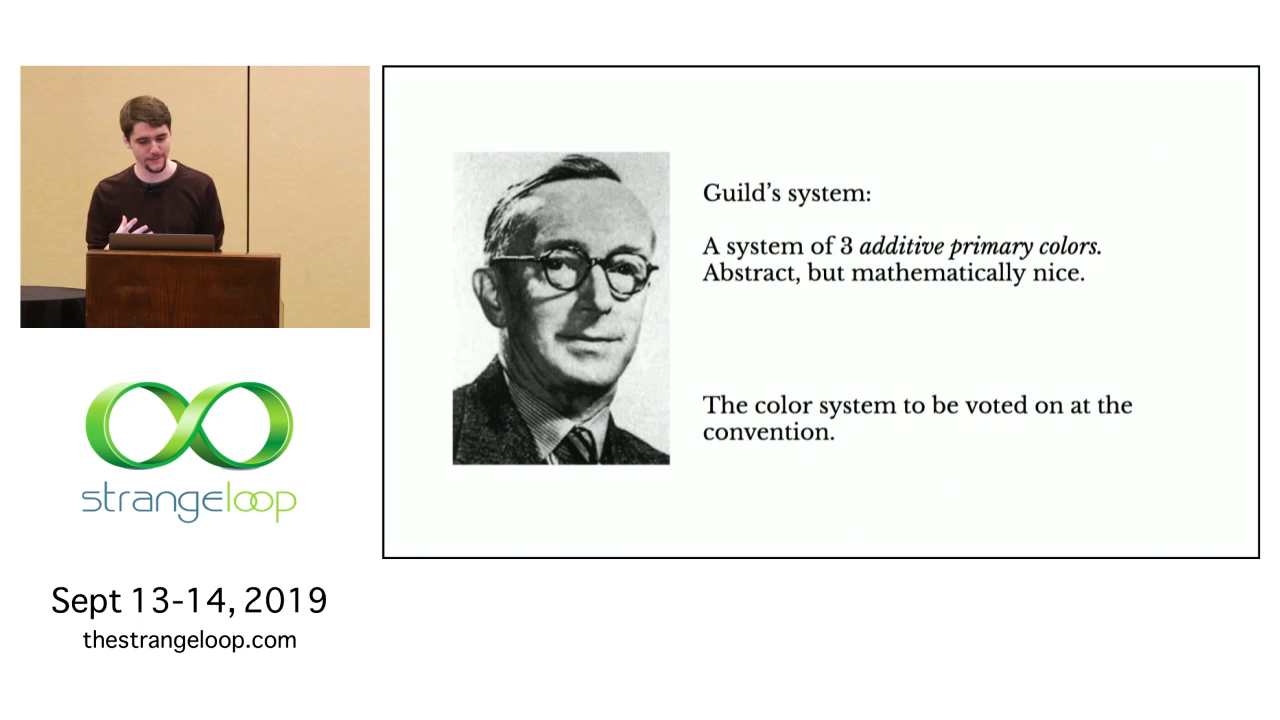 Guild’s system:
A system of 3 additive primary colors.
Abstract, but mathematically nice.
The color system to be voted on at the
convention.
strangeloop
Sept 13-14, 2019
thestrangeloop.com